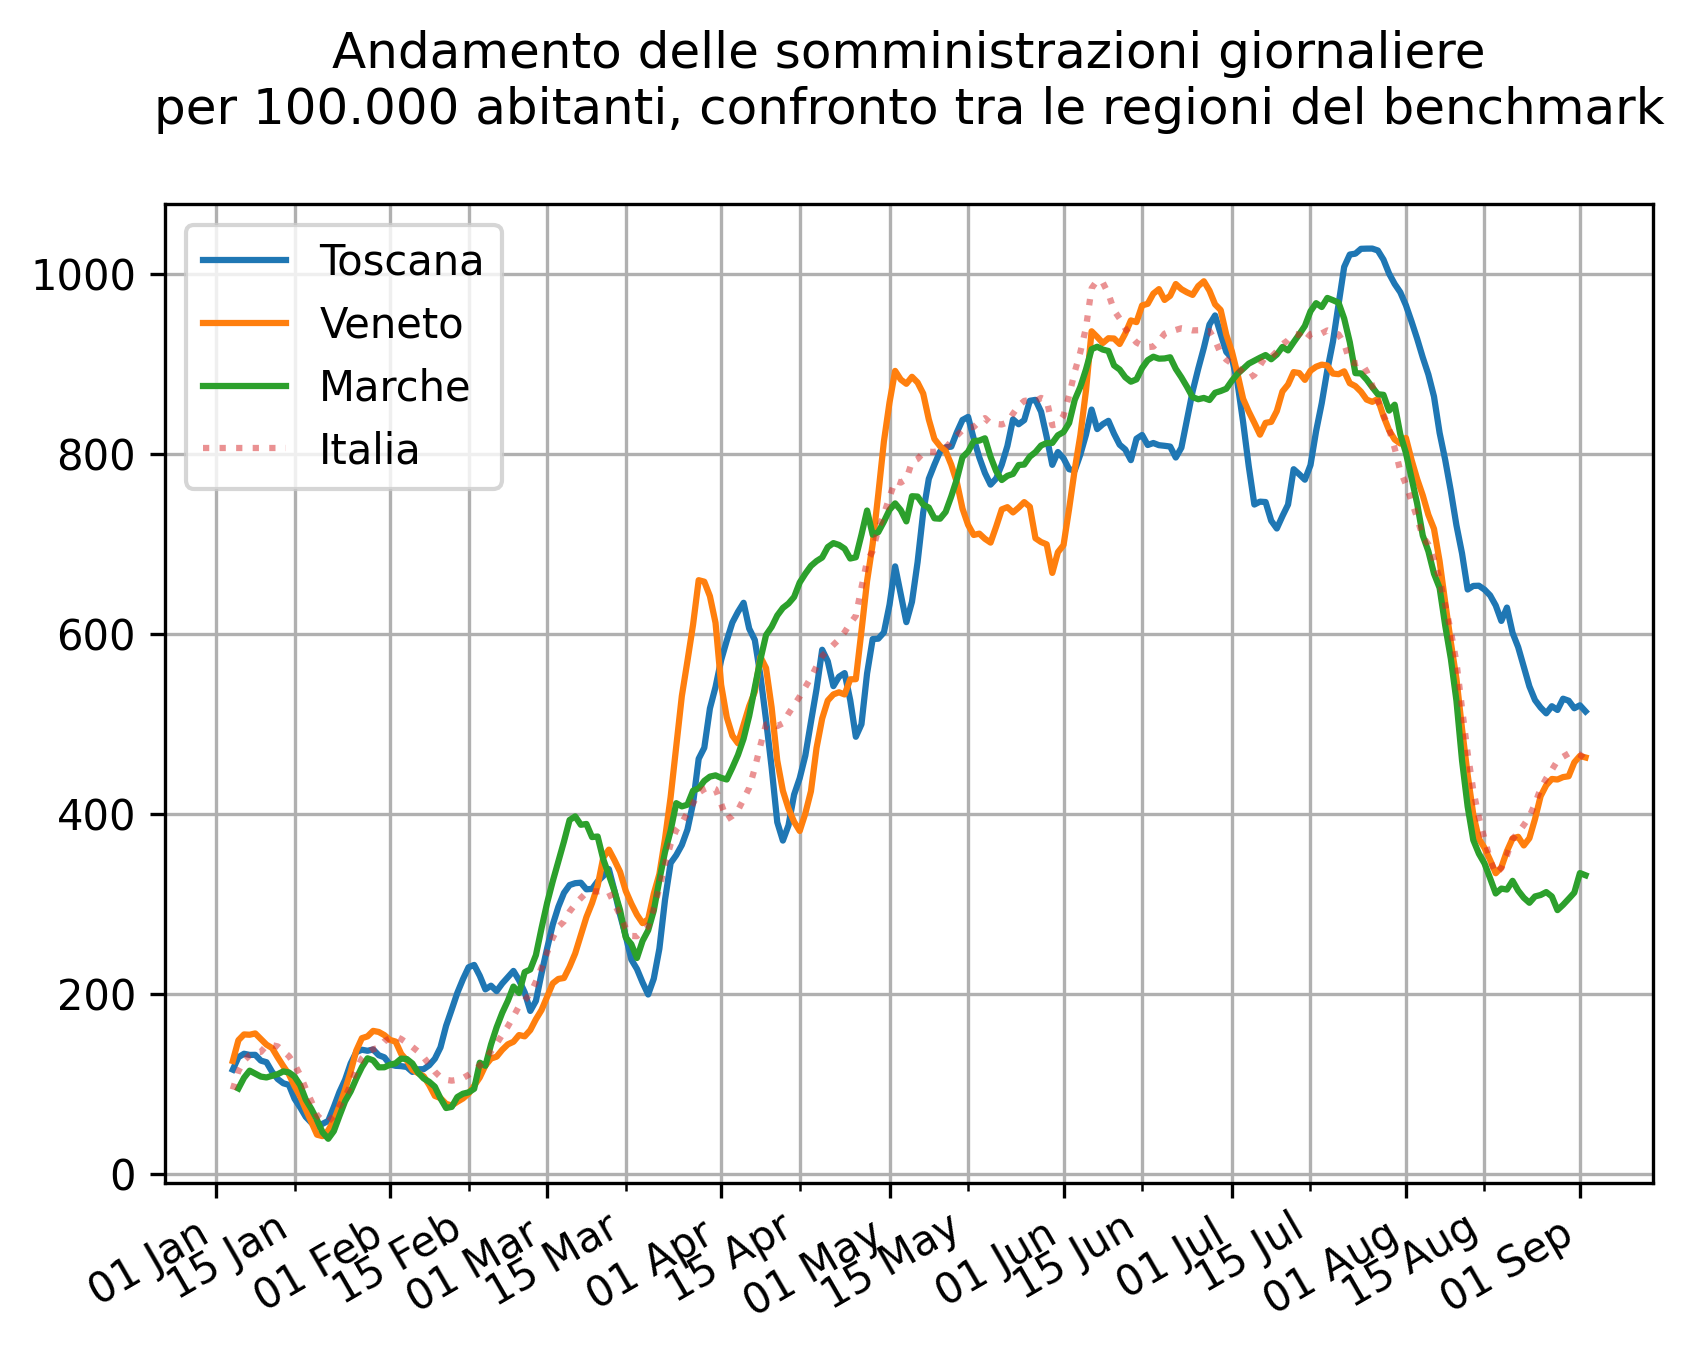 Andamento delle somministrazioni giornaliere
per 100.000 abitanti, confronto tra le regioni del benchmark
Toscana
Veneto
Marche
Italia
1000
800
600
400
200
0
01 Jan
15 Jan
01 Feb
15 Feb
01 Mar
15 Mar
01 Apr
15 Apr
01 May
15 May
01 Jun
15 Jun
01 Jul
15 Jul
01 Aug
15 Aug
01 Sep